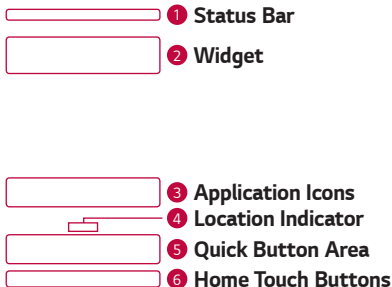 1 Status Bar
2 Widget
3 Application Icons
4 Location Indicator
5 Quick Button Area
6 Home Touch Buttons